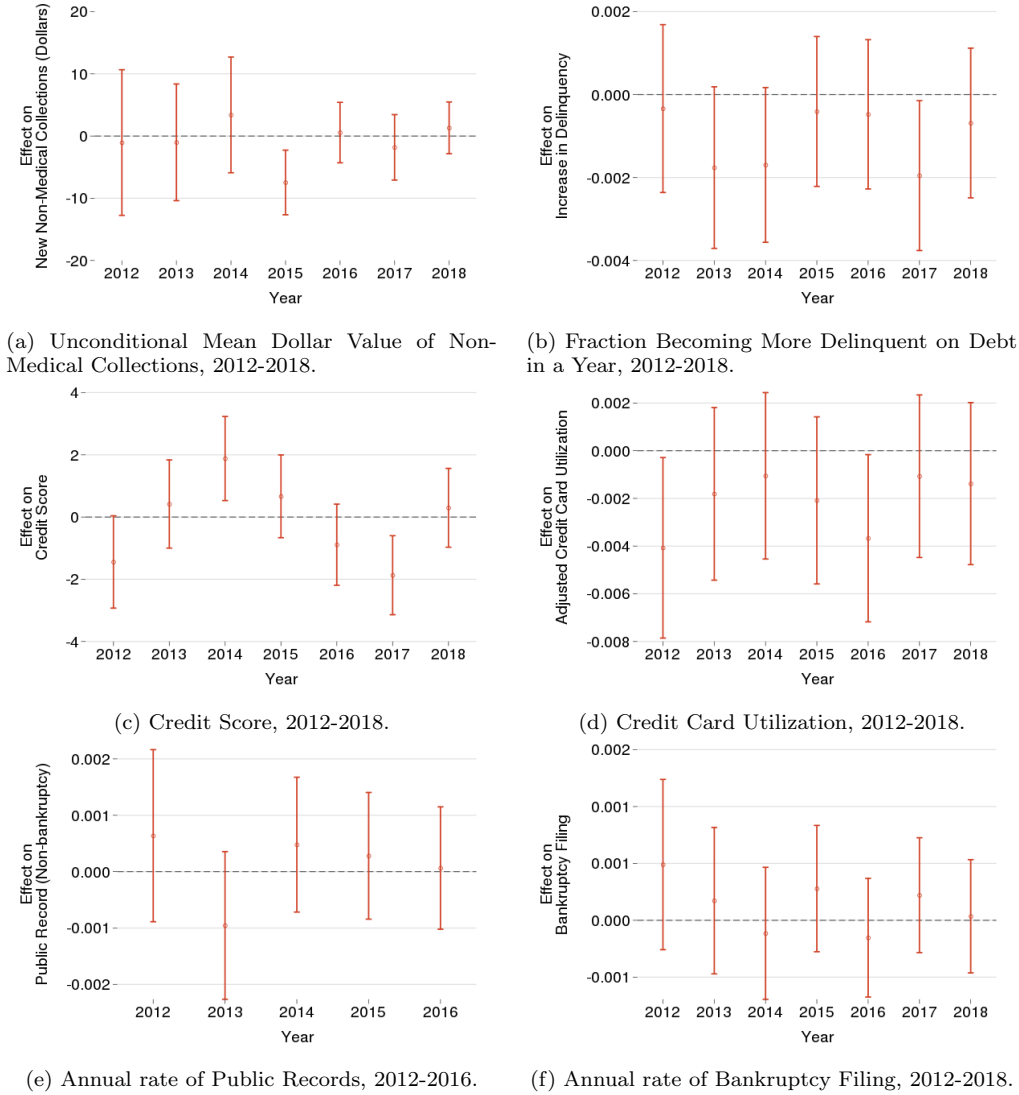 20
10
0
-10
-20
Effect on
New Non-Medical Collections (Dollars)
2012 2013 2014 2015 2016 2017 2018
Year
(a) Unconditional Mean Dollar Value of Non-
Medical Collections, 2012-2018.
0.002
0.000
-0.002
-0.004
Effect on
Increase in Delinquency
2012 2013 2014 2015 2016 2017 2018
Year
(b) Fraction Becoming More Delinquent on Debt
in a Year, 2012-2018.
4
2
0
-2
-4
Effect on
Credit Score
2012 2013 2014 2015 2016 2017 2018
Year
(c) Credit Score, 2012-2018.
0.002
0.000
-0.002
-0.004
-0.006
-0.008
Effect on
Adjusted Credit Card Utilization
2012 2013 2014 2015 2016 2017 2018
Year
(d) Credit Card Utilization, 2012-2018.
0.002
0.001
0.000
-0.001
-0.002
Effect on
Public Record (Non-bankruptcy)
2012 2013 2014 2015 2016
Year
(e) Annual rate of Public Records, 2012-2016.
0.002
0.001
0.001
0.000
-0.001
Effect on
Bankruptcy Filing
2012 2013 2014 2015 2016 2017 2018
Year
(f) Annual rate of Bankruptcy Filing, 2012-2018.